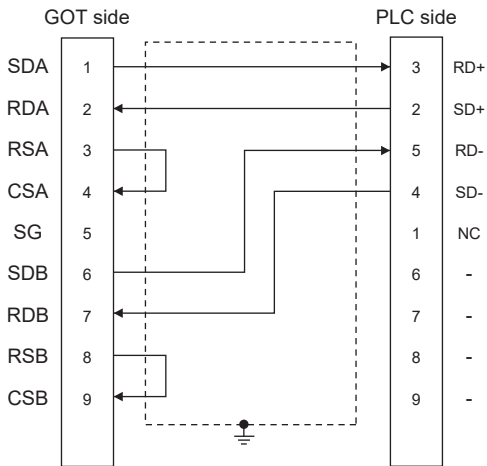 GOT side PLC side
SDA 1 3 RD+
RDA 2 2 SD+
RSA 3 5 RD-
CSA 4 4 SD-
SG 5 1 NC
SDB 6 6 -
RDB 7 7 -
RSB 8 8 -
CSB 9 9 -